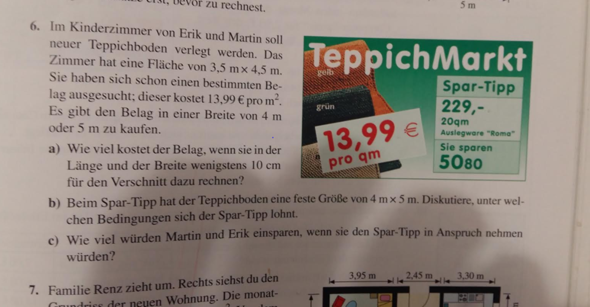 bevor zu rechnest.
5 m
6. Im Kinderzimmer von Erik und Martin soll
neuer Teppichboden verlegt werden. Das
Zimmer hat eine Fläche von 3,5 m × 4,5 m.
Sie haben sich schon einen bestimmten Be-
lag ausgesucht; dieser kostet 13,99 € pro m².
Es gibt den Belag in einer Breite von 4 m
oder 5 m zu kaufen.
a) Wie viel kostet der Belag, wenn sie in der
Länge und der Breite wenigstens 10 cm
für den Verschnitt dazu rechnen?
TeppichMarkt
gelb
grün
13,99 €
pro qm
Spar-Tipp
229,-
20qm
Auslegware "Roma"
Sie sparen
5080
b) Beim Spar-Tipp hat der Teppichboden eine feste Größe von 4 m × 5 m. Diskutiere, unter wel-
chen Bedingungen sich der Spar-Tipp lohnt.
c) Wie viel würden Martin und Erik einsparen, wenn sie den Spar-Tipp in Anspruch nehmen
würden?
7. Familie Renz zieht um. Rechts siehst du den
Grundriss der neuen Wohnung. Die monat-
3,95 m
2,45 m
3,30 m